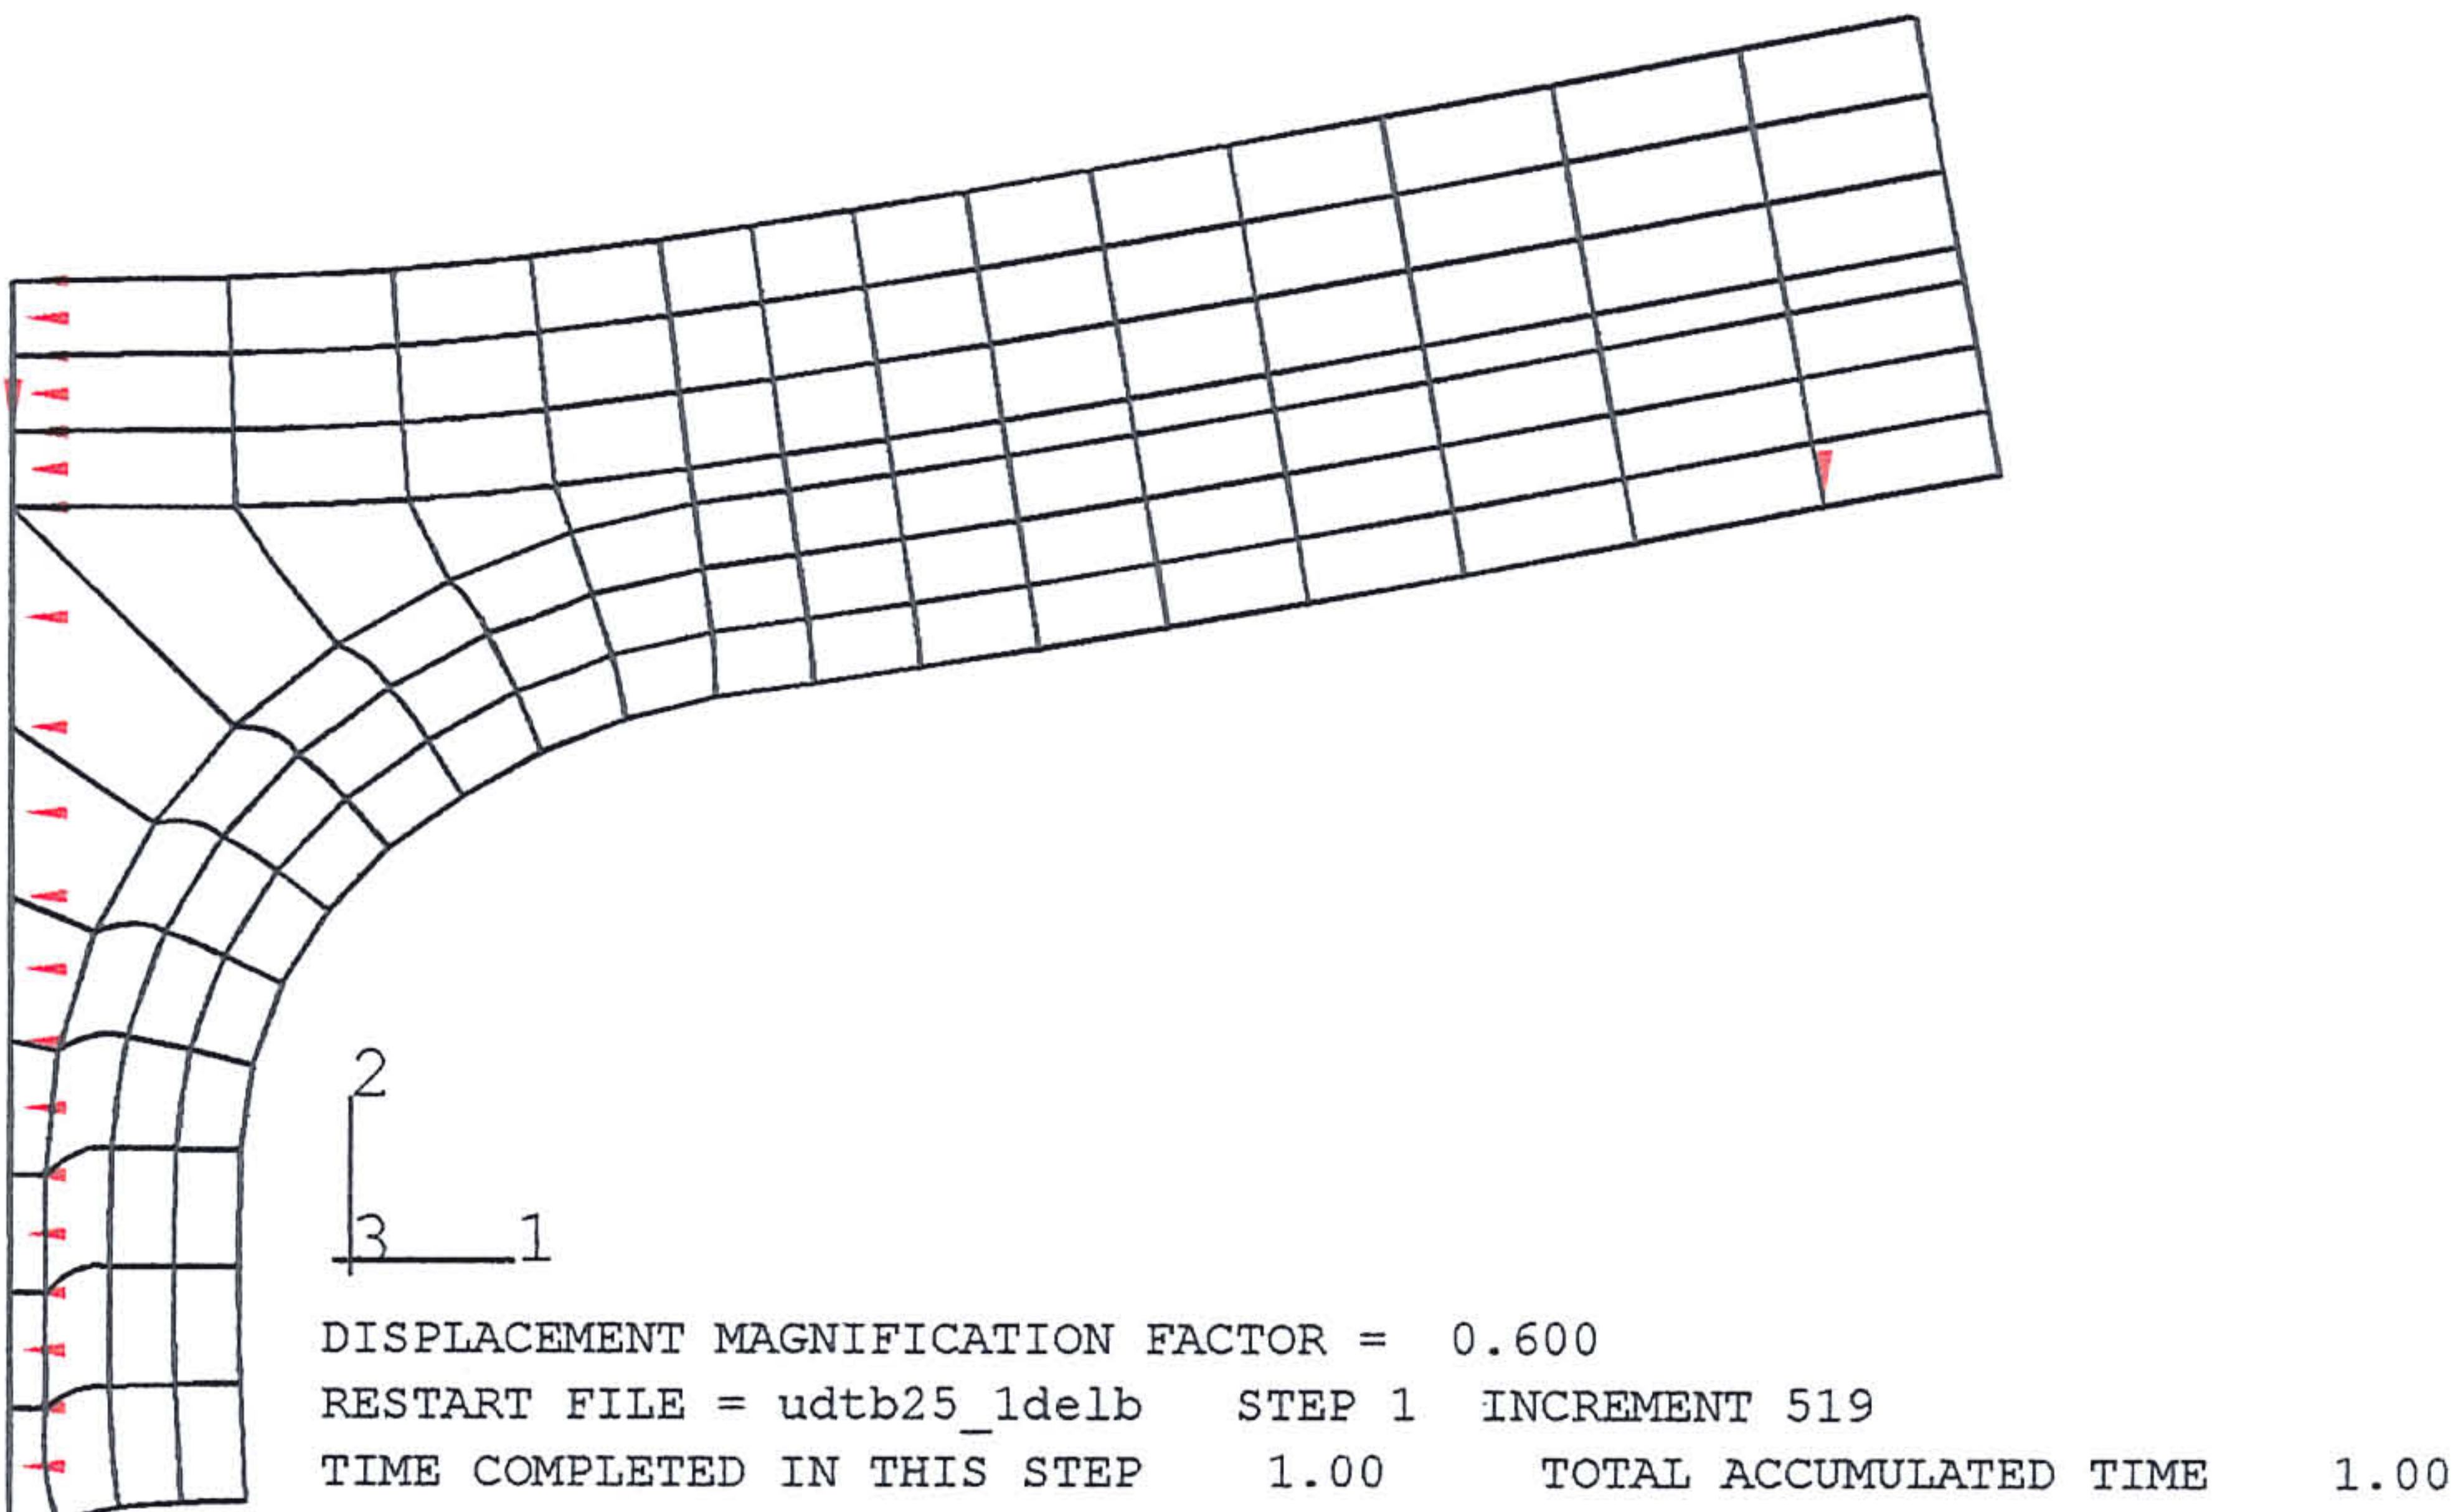 2
3 1
DISPLACEMENT MAGNIFICATION FACTOR = 0.600
RESTART FILE = udtb25_1delb STEP 1 INCREMENT 519
TIME COMPLETED IN THIS STEP 1.00 TOTAL ACCUMULATED TIME 1.00